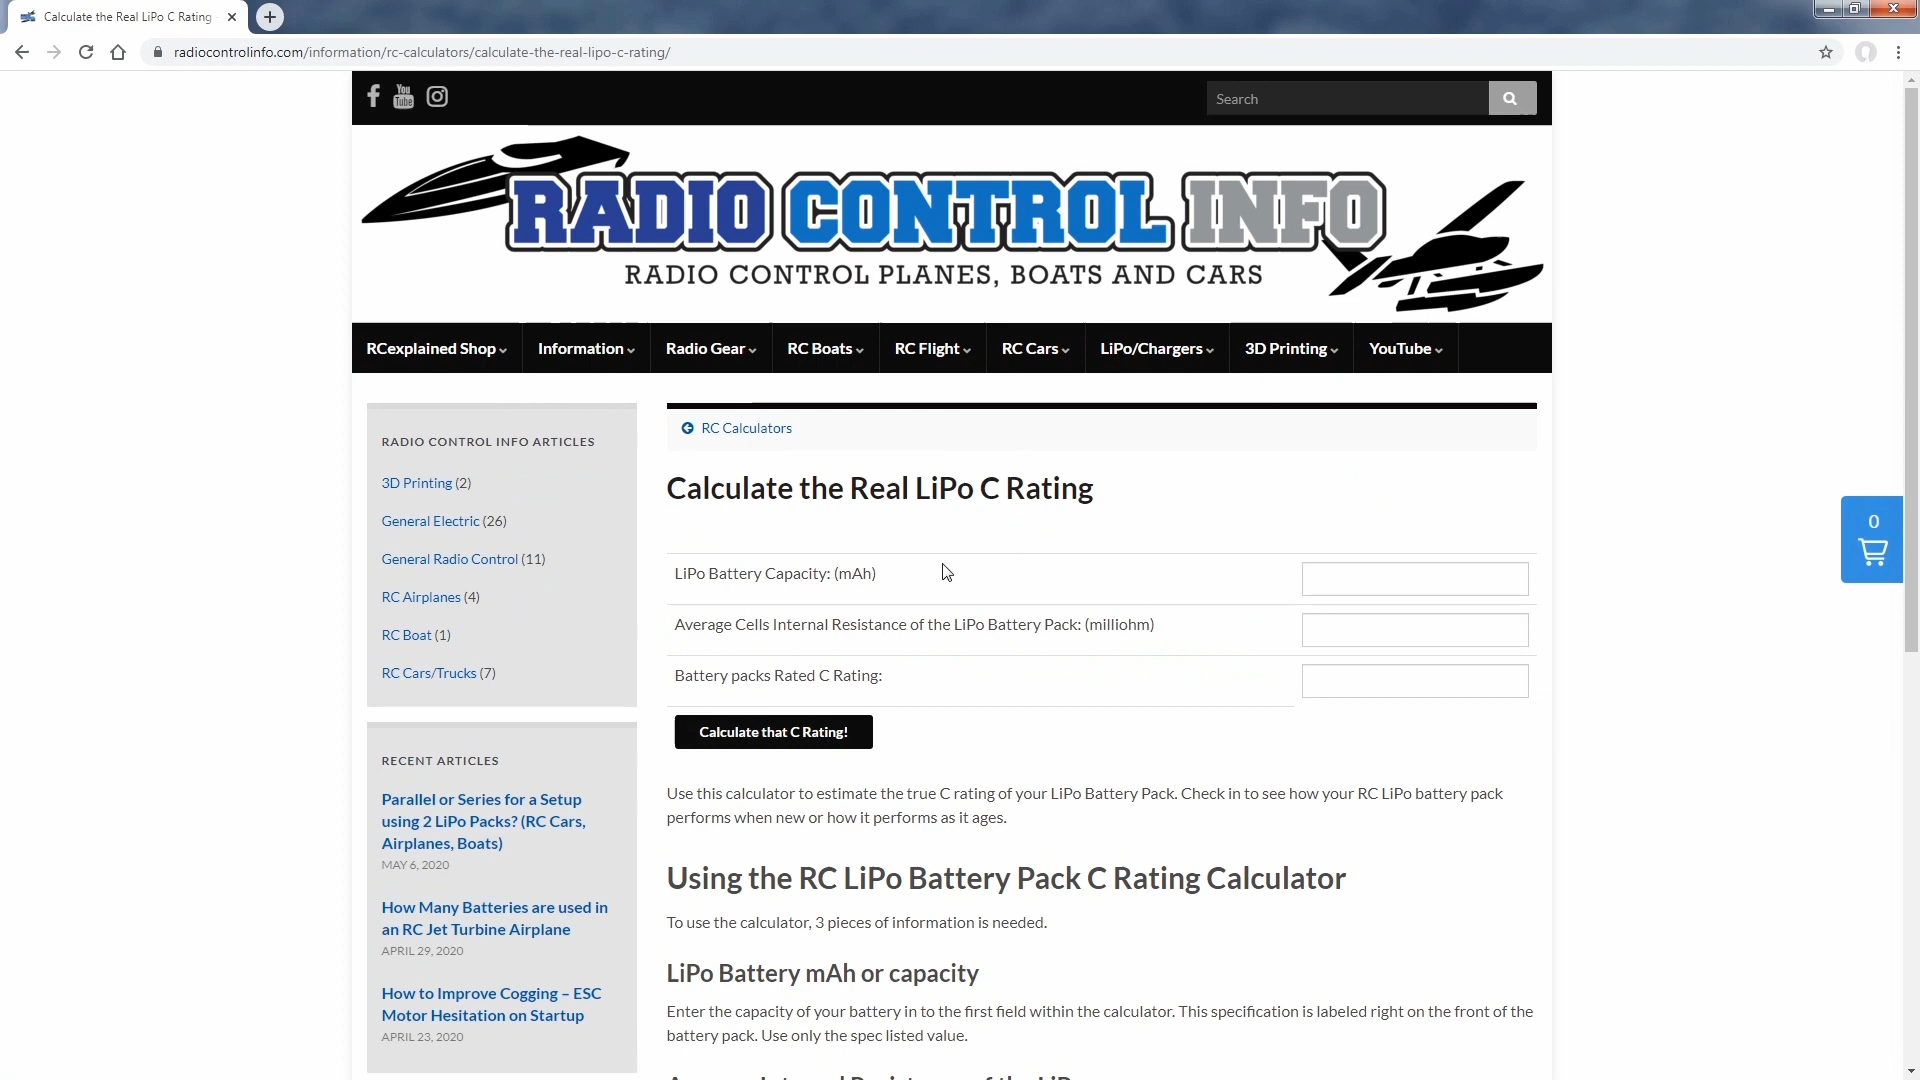 Calculate the Real LiPo C Rating
radiocontrolinfo.com/information/rc-calculators/calculate-the-real-lipo-c-rating/
You
Tube
Search
RADIO CONTROL INFO
RADIO CONTROL PLANES, BOATS AND CARS
RCexplained Shop
Information
Radio Gear
RC Boats
RC Flight
RC Cars
LiPo/Chargers
3D Printing
YouTube
RADIO CONTROL INFO ARTICLES
3D Printing (2)
General Electric (26)
General Radio Control (11)
RC Airplanes (4)
RC Boat (1)
RC Cars/Trucks (7)
RECENT ARTICLES
Parallel or Series for a Setup
using 2 LiPo Packs? (RC Cars,
Airplanes, Boats)
MAY 6, 2020
How Many Batteries are used in
an RC Jet Turbine Airplane
APRIL 29, 2020
How to Improve Cogging – ESC
Motor Hesitation on Startup
APRIL 23, 2020
RC Calculators
Calculate the Real LiPo C Rating
LiPo Battery Capacity: (mAh)
Average Cells Internal Resistance of the LiPo Battery Pack: (milliohm)
Battery packs Rated C Rating:
Calculate that C Rating!
Use this calculator to estimate the true C rating of your LiPo Battery Pack. Check in to see how your RC LiPo battery pack
performs when new or how it performs as it ages.
Using the RC LiPo Battery Pack C Rating Calculator
To use the calculator, 3 pieces of information is needed.
LiPo Battery mAh or capacity
Enter the capacity of your battery in to the first field within the calculator. This specification is labeled right on the front of the
battery pack. Use only the spec listed value.
0